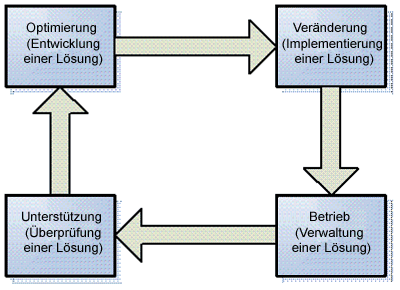 Optimierung
(Entwicklung
einer Lösung)
Veränderung
(Implementierung
einer Lösung)
Unterstützung
(Überprüfung
einer Lösung)
Betrieb
(Verwaltung
einer Lösung)